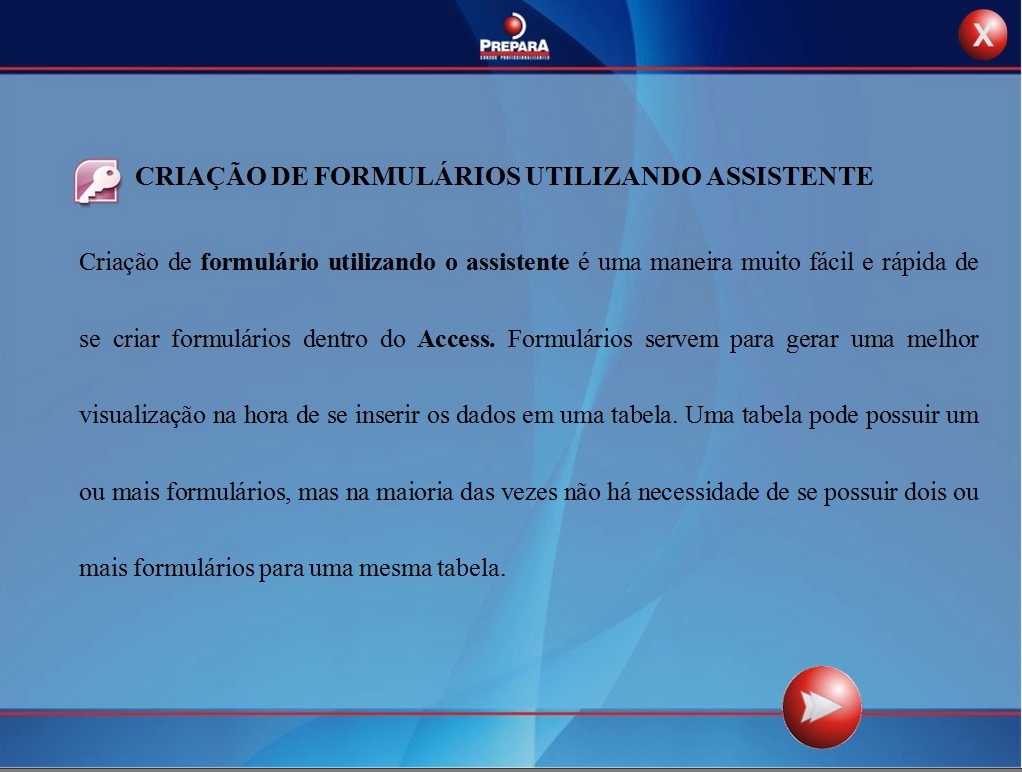 PREPARA
CURSOS PROFISSIONALIZANTES
X
CRIAÇÃO DE FORMULÁRIOS UTILIZANDO ASSISTENTE
Criação de formulário utilizando o assistente é uma maneira muito fácil e rápida de
se criar formulários dentro do Access. Formulários servem para gerar uma melhor
visualização na hora de se inserir os dados em uma tabela. Uma tabela pode possuir um
ou mais formulários, mas na maioria das vezes não há necessidade de se possuir dois ou
mais formulários para uma mesma tabela.